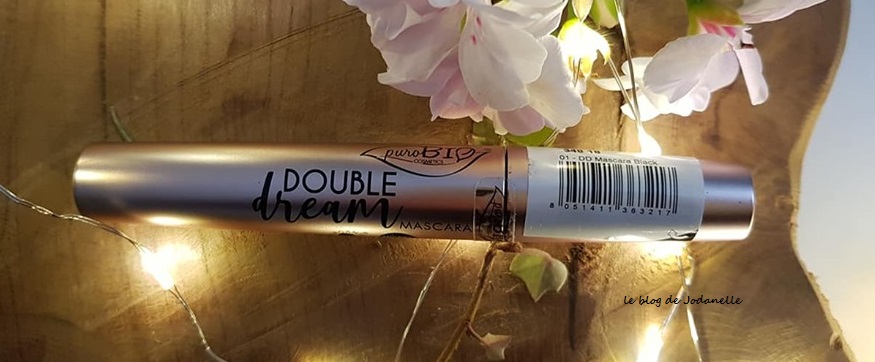 puroBIO
COSMETICS
DOUBLE
dream
MASCARA
01 - DD Mascara Black
8 051411 363217
le blog de Jodanelle